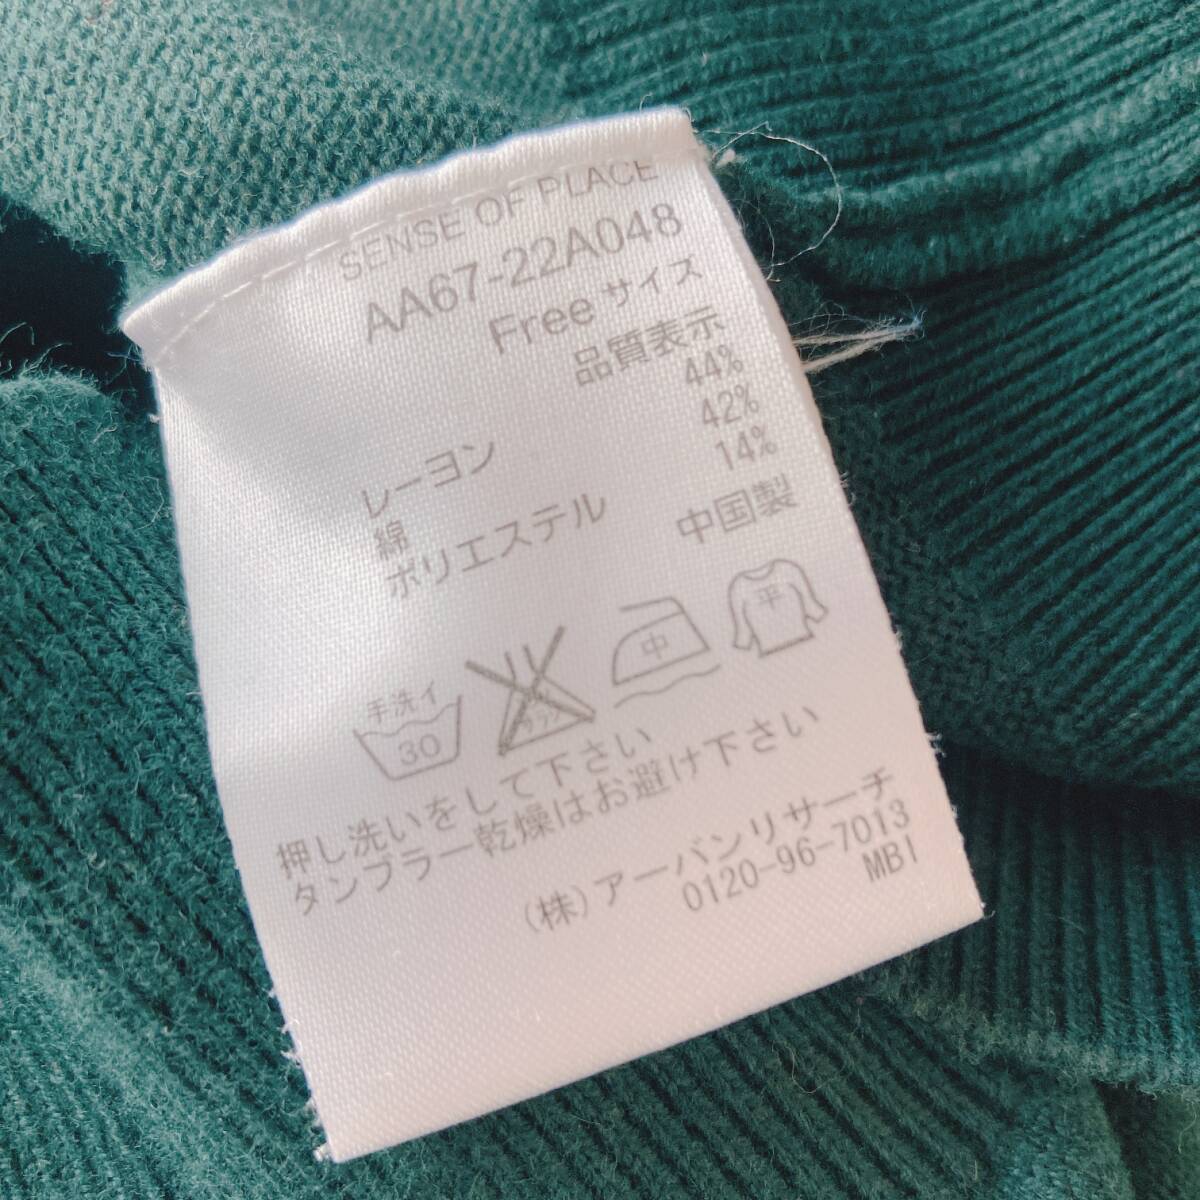 SENSE OF PLACE
AA67-22A048
Freeサイズ
品質表示
レーヨン 44%
綿 42%
ポリエステル 14%
中国製
手洗イ
30
中
平
押し洗いをして下さい
タンブラー乾燥はお避け下さい
(株)アーバンリサーチ
0120-96-7013
MBI